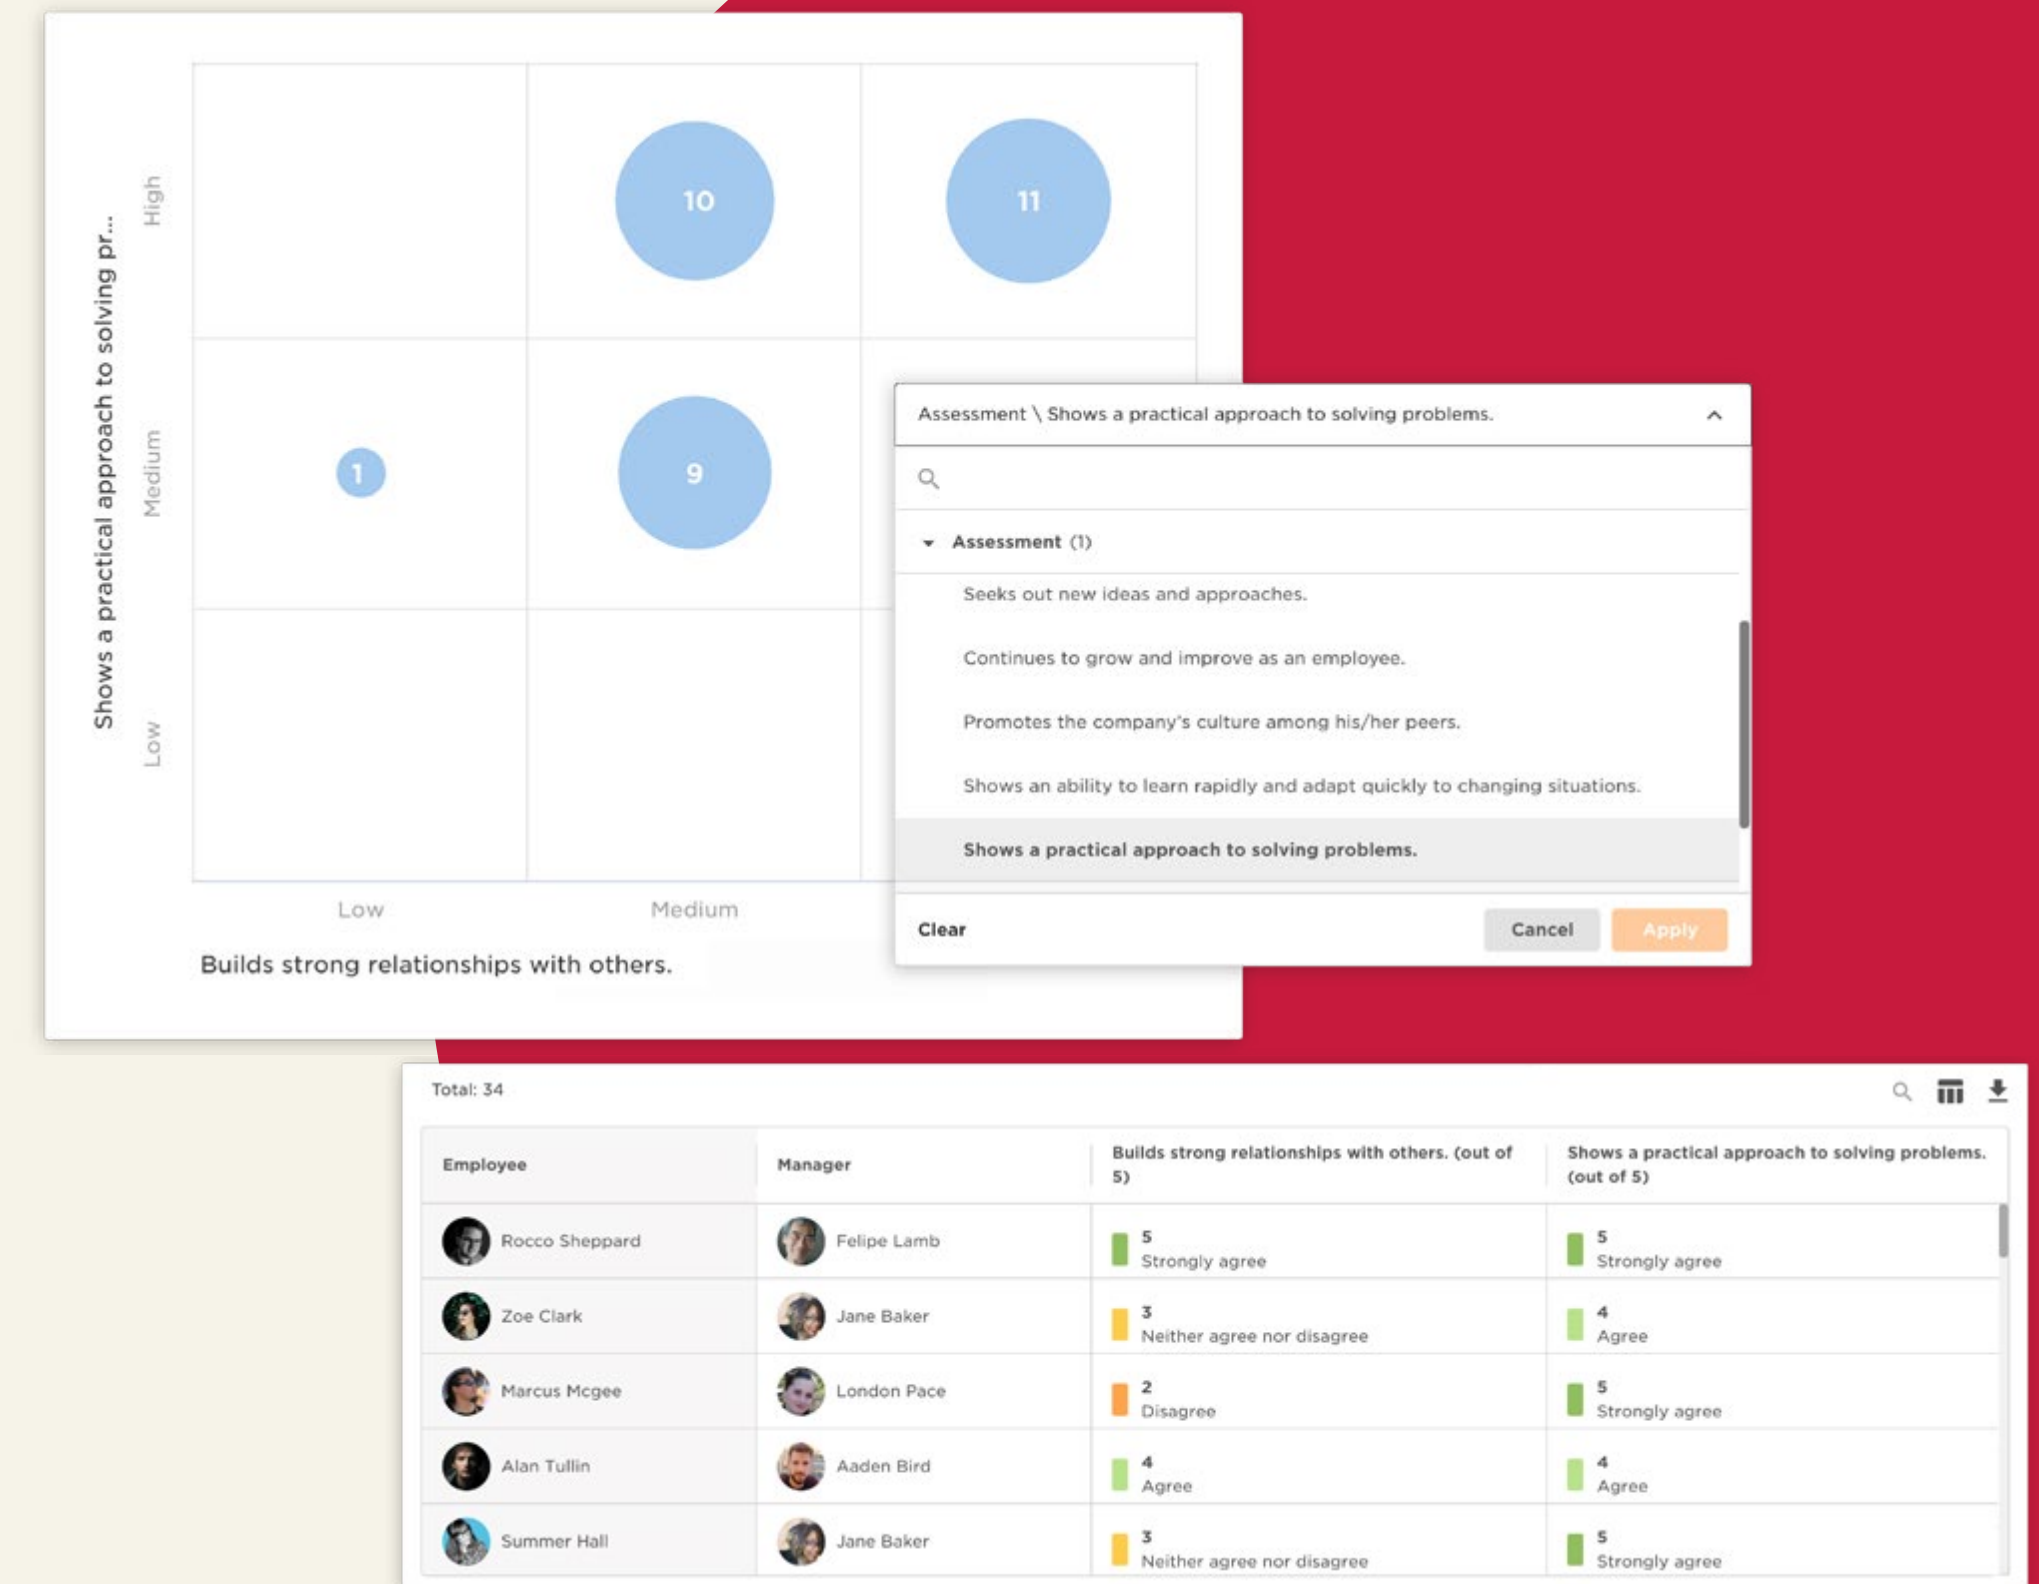 Shows a practical approach to solving pr...
High
10
11
Medium
1
9
Low
Low
Medium
Builds strong relationships with others.
Assessment \ Shows a practical approach to solving problems.
Assessment (1)
Seeks out new ideas and approaches.
Continues to grow and improve as an employee.
Promotes the company's culture among his/her peers.
Shows an ability to learn rapidly and adapt quickly to changing situations.
Shows a practical approach to solving problems.
Clear
Cancel
Apply
Total: 34
Employee
Manager
Builds strong relationships with others. (out of
5)
Shows a practical approach to solving problems.
(out of 5)
Rocco Sheppard
Felipe Lamb
5
Strongly agree
5
Strongly agree
Zoe Clark
Jane Baker
3
Neither agree nor disagree
4
Agree
Marcus Mcgee
London Pace
2
Disagree
5
Strongly agree
Alan Tullin
Aaden Bird
4
Agree
4
Agree
Summer Hall
Jane Baker
3
Neither agree nor disagree
5
Strongly agree